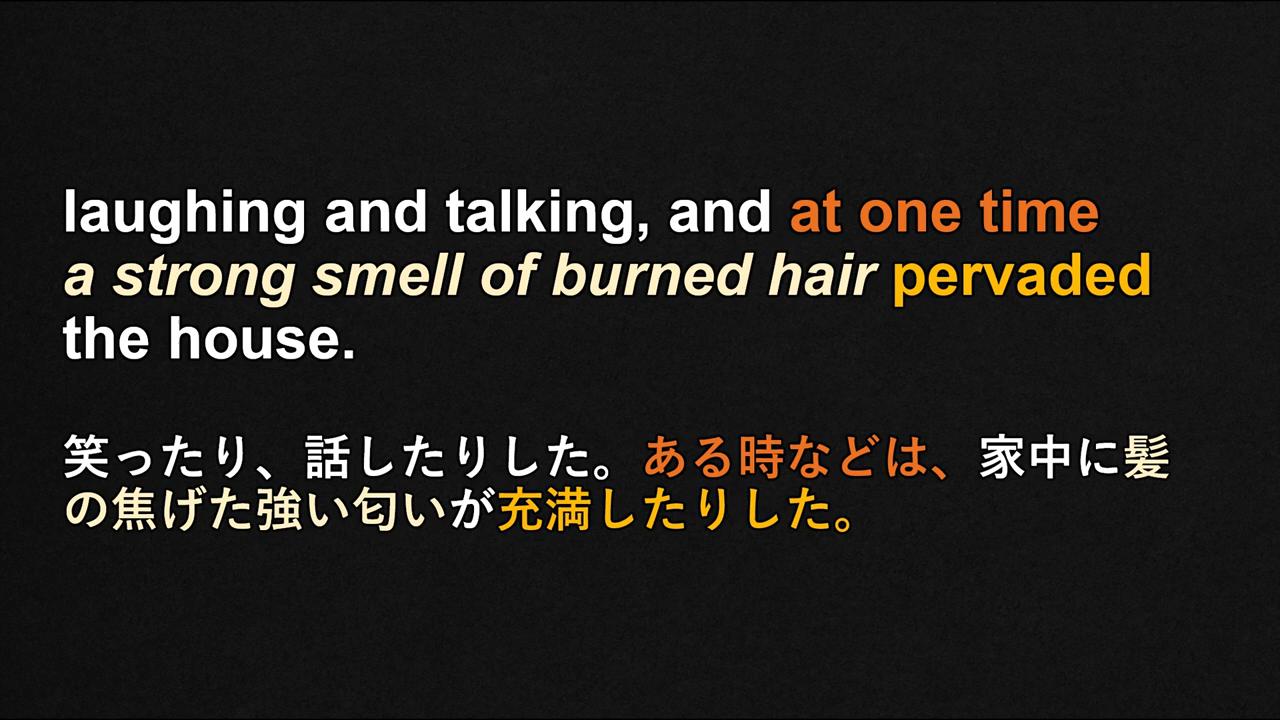 laughing and talking, and at one time
a strong smell of burned hair pervaded
the house.
笑ったり、話したりした。ある時などは、家中に髪
の焦げた強い匂いが充満したりした。